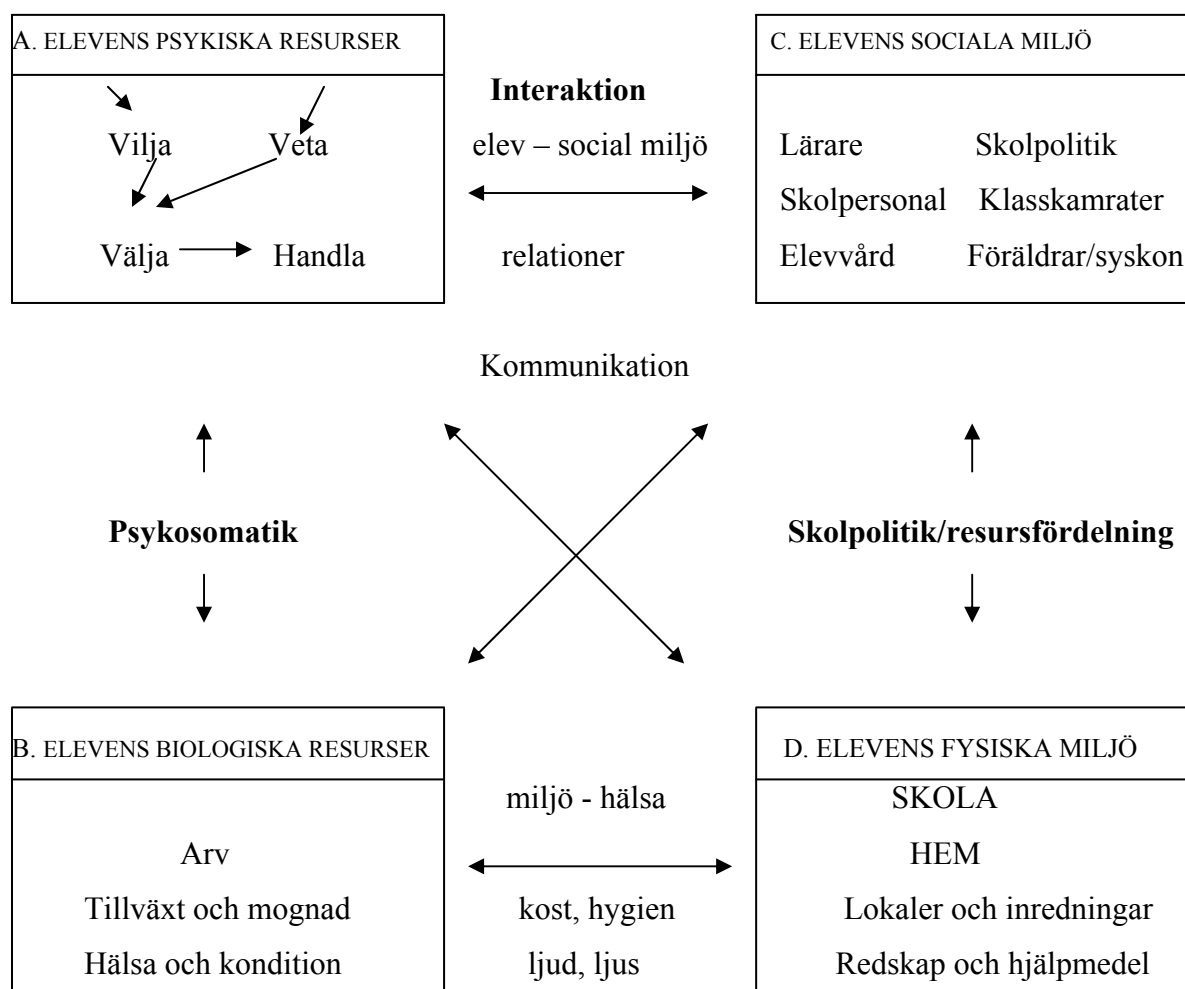 A. ELEVENS PSYKISKA RESURSER
Vilja Veta
Välja Handla
Interaktion
elev – social miljö
relationer
C. ELEVENS SOCIALA MILJÖ
Lärare Skolpolitik
Skolpersonal Klasskamrater
Elevvård Föräldrar/syskon
Kommunikation
Psykosomatik
Skolpolitik/resursfördelning
B. ELEVENS BIOLOGISKA RESURSER
Arv
Tillväxt och mognad
Hälsa och kondition
miljö - hälsa
kost, hygien
ljud, ljus
D. ELEVENS FYSISKA MILJÖ
SKOLA
HEM
Lokaler och inredningar
Redskap och hjälpmedel